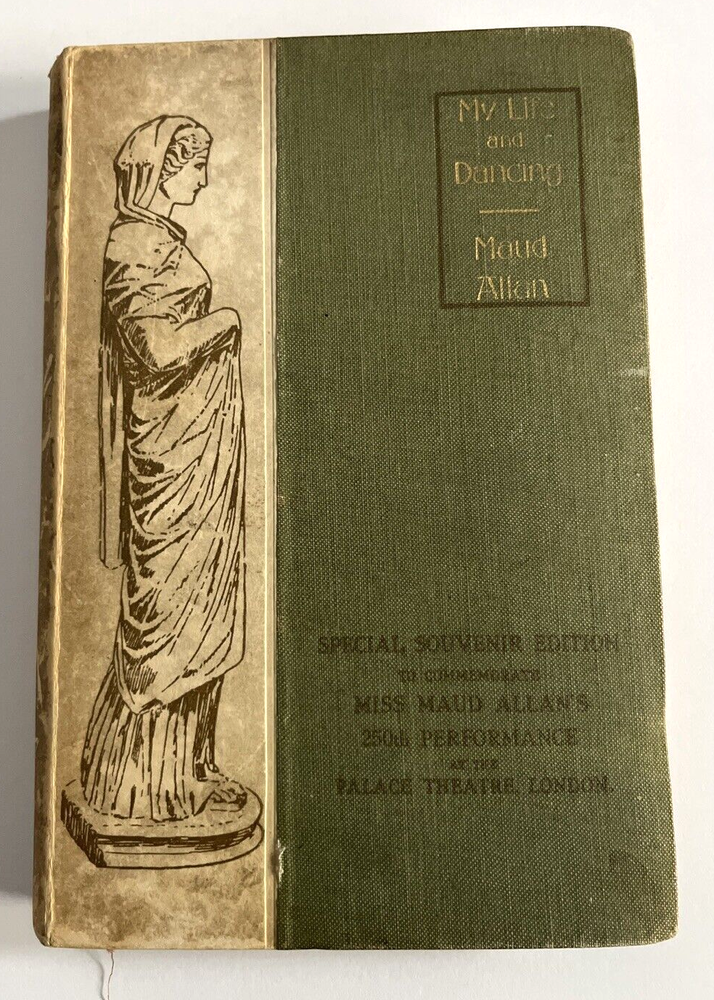 My Life
and
Dancing
Maud
Allan
SPECIAL SOUVENIR EDITION
TO COMMEMORATE
MISS MAUD ALLAN'S
250th PERFORMANCE
AT THE
PALACE THEATRE, LONDON.